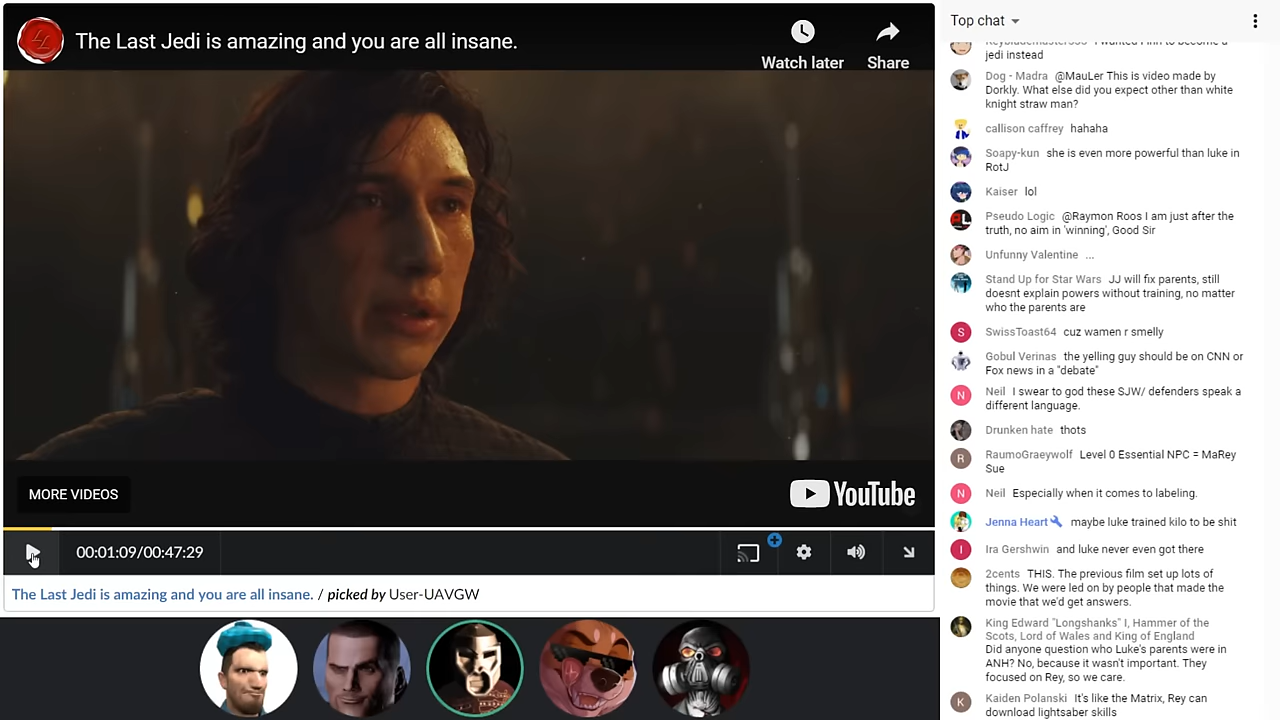 The Last Jedi is amazing and you are all insane.
Watch later
Share
MORE VIDEOS
YouTube
00:01:09/00:47:29
The Last Jedi is amazing and you are all insane. / picked by User-UAVGW
Top chat
jedi instead
Dog - Madra @MauLer This is video made by
Dorkly. What else did you expect other than white
knight straw man?
callison caffrey hahaha
Soapy-kun she is even more powerful than luke in
RotJ
Kaiser lol
Pseudo Logic @Raymon Roos I am just after the
truth, no aim in 'winning', Good Sir
Unfunny Valentine ...
Stand Up for Star Wars JJ will fix parents, still
doesnt explain powers without training, no matter
who the parents are
S
SwissToast64 cuz wamen r smelly
Gobul Verinas the yelling guy should be on CNN or
Fox news in a "debate"
N
Neil I swear to god these SJW/ defenders speak a
different language.
Drunken hate thots
R
RaumoGraeywolf Level 0 Essential NPC = MaRey
Sue
N
Neil Especially when it comes to labeling.
Jenna Heart maybe luke trained kilo to be shit
I
Ira Gershwin and luke never even got there
2cents THIS. The previous film set up lots of
things. We were led on by people that made the
movie that we'd get answers.
King Edward "Longshanks" I, Hammer of the
Scots, Lord of Wales and King of England
Did anyone question who Luke's parents were in
ANH? No, because it wasn't important. They
focused on Rey, so we care.
K
Kaiden Polanski It's like the Matrix, Rey can
download lightsaber skills